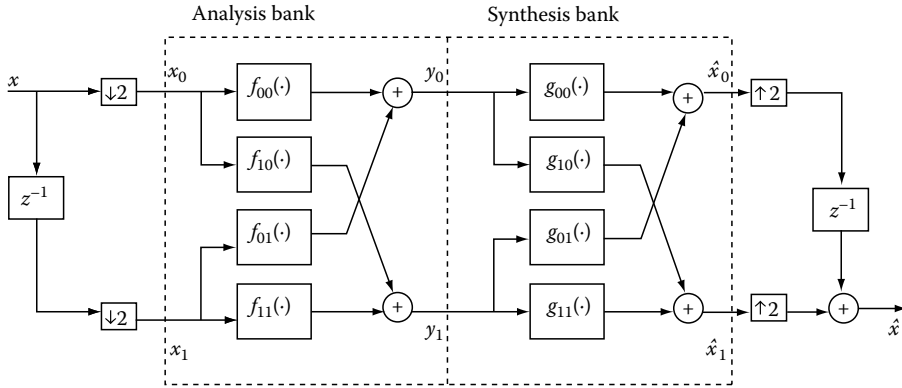 Analysis bank
Synthesis bank
x
↓2
x₀
f₀₀(·)
+
y₀
g₀₀(·)
+
x̂₀
↑2
f₁₀(·)
g₁₀(·)
z⁻¹
z⁻¹
f₀₁(·)
g₀₁(·)
↓2
x₁
f₁₁(·)
+
y₁
g₁₁(·)
+
x̂₁
↑2
+
x̂